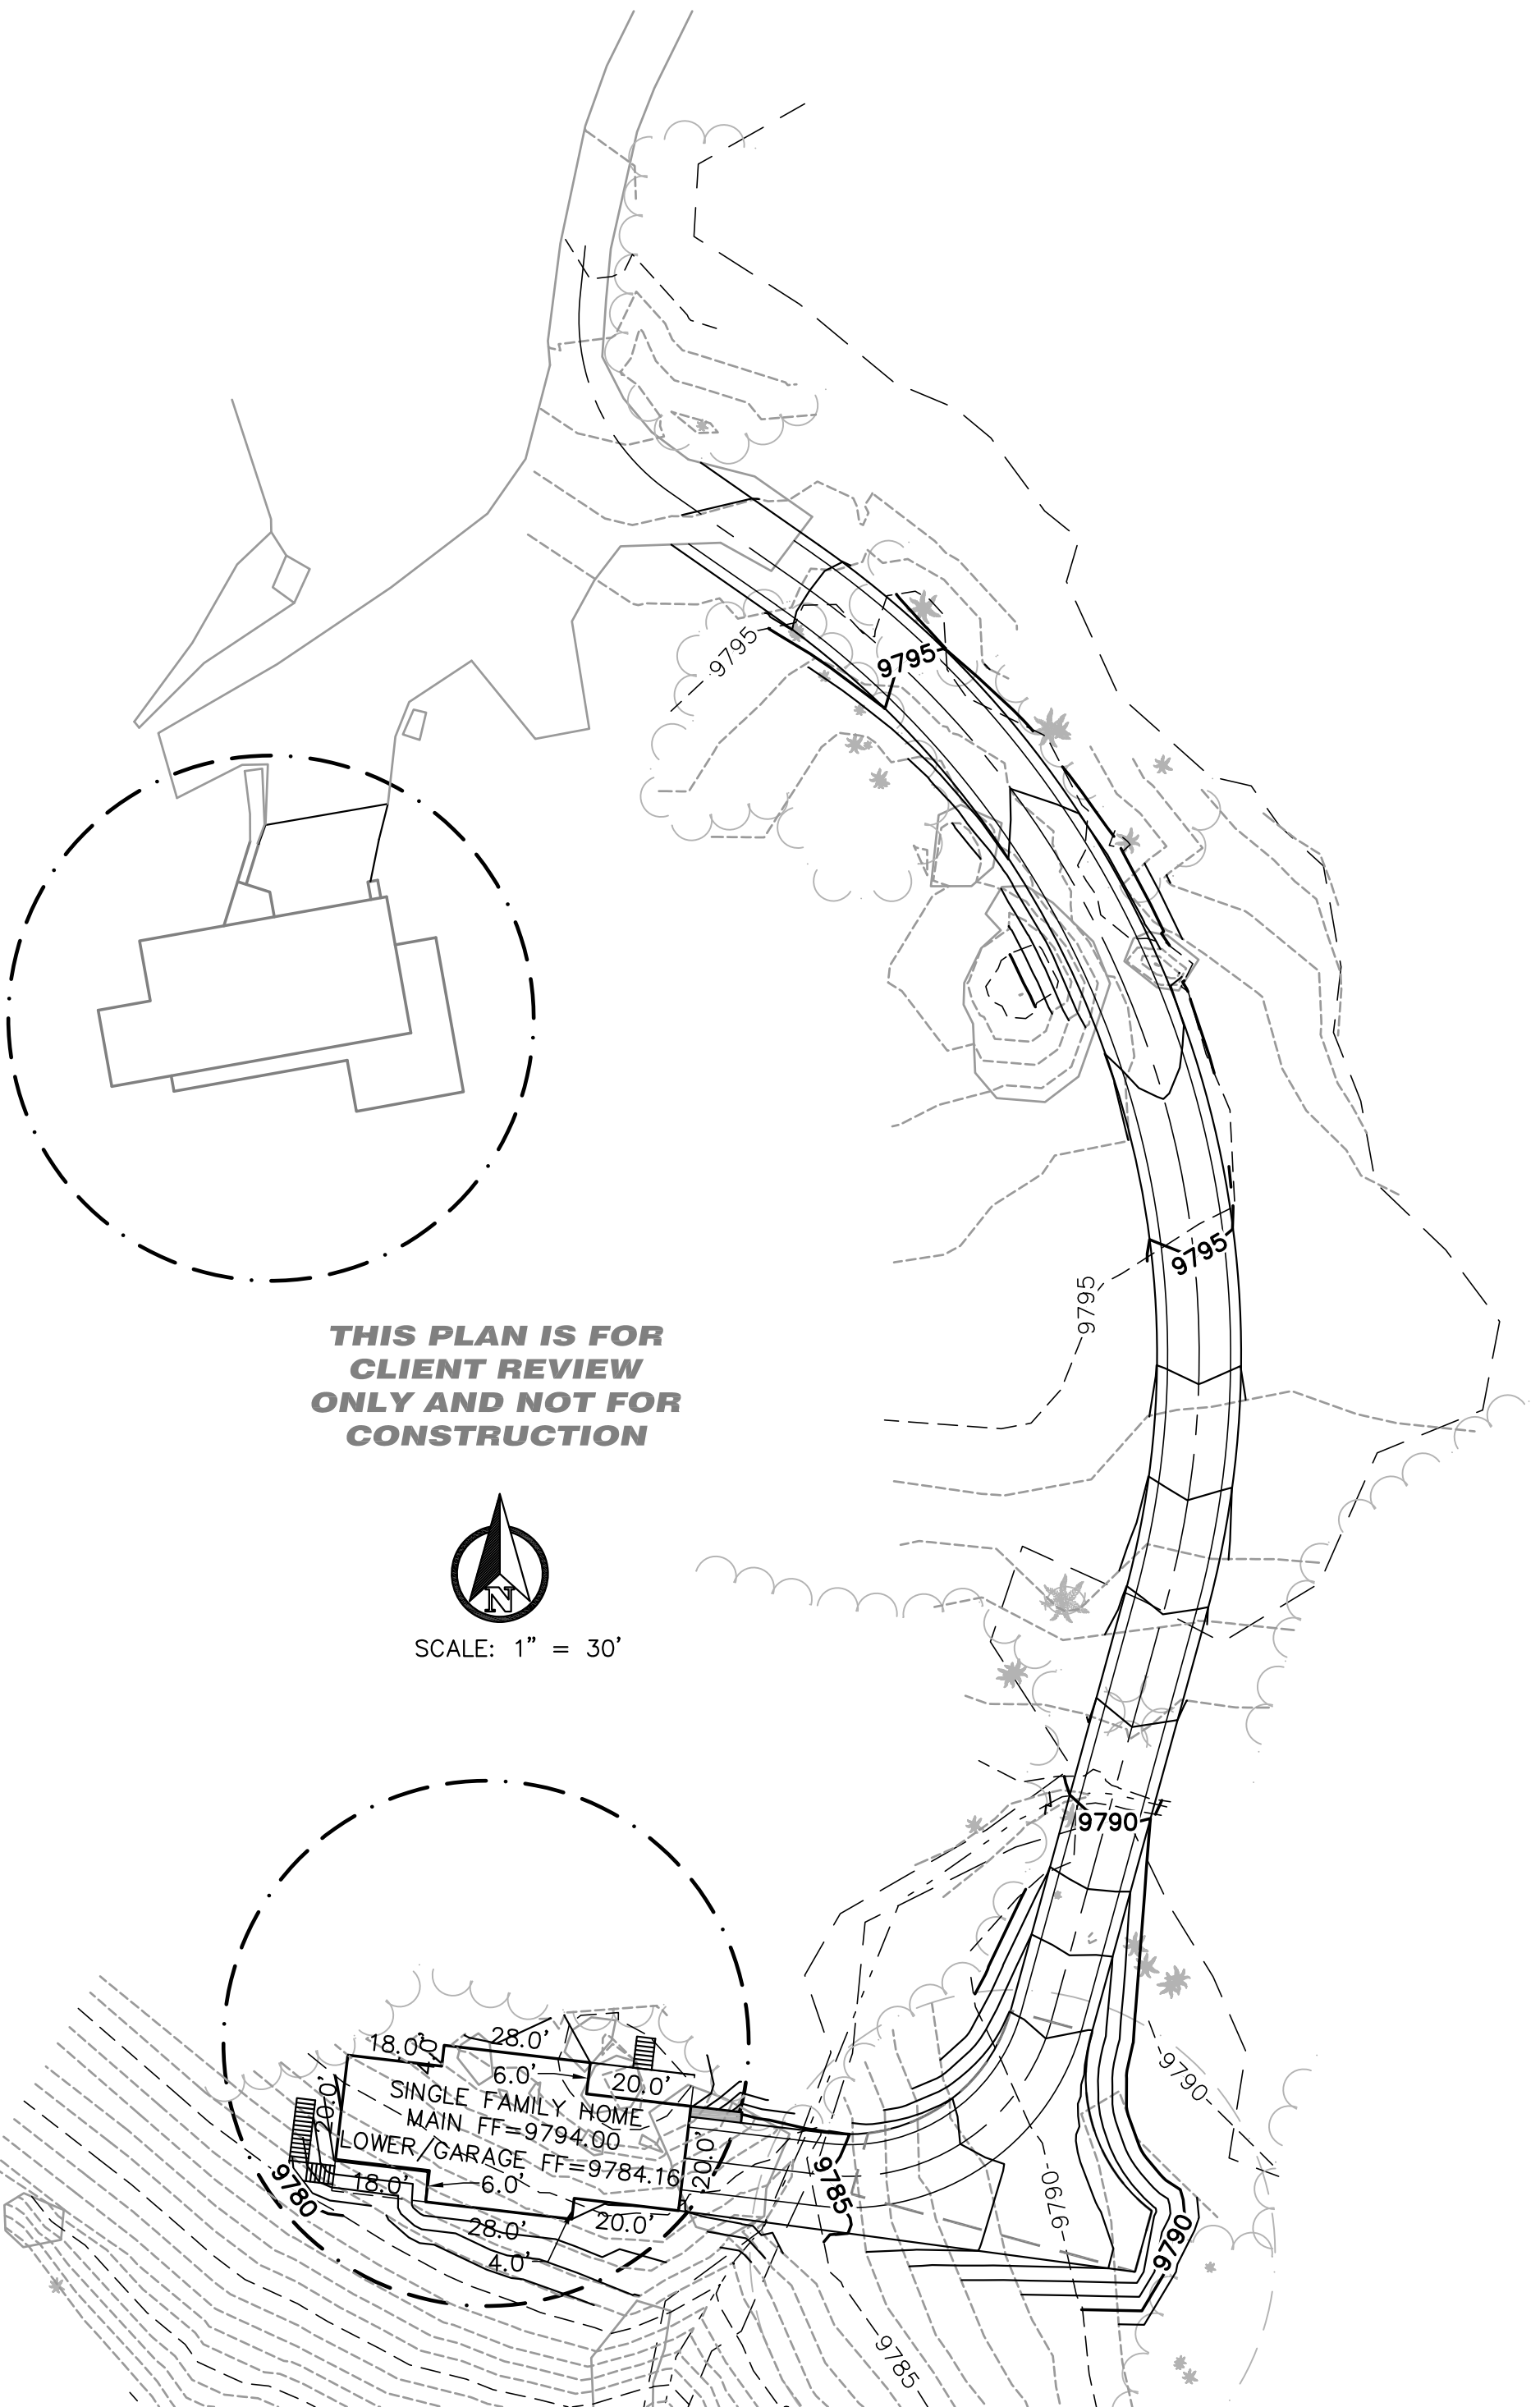 9795
9795
9795
9795
THIS PLAN IS FOR
CLIENT REVIEW
ONLY AND NOT FOR
CONSTRUCTION
N
SCALE: 1” = 30’
9790
18.0’
4.0’
28.0’
6.0’
20.0’
20.0’
SINGLE FAMILY HOME
MAIN FF=9794.00
LOWER/GARAGE FF=9784.16
20.0’
18.0’
6.0’
28.0’
20.0’
4.0’
9780
9785
9790
9790
9790
9785